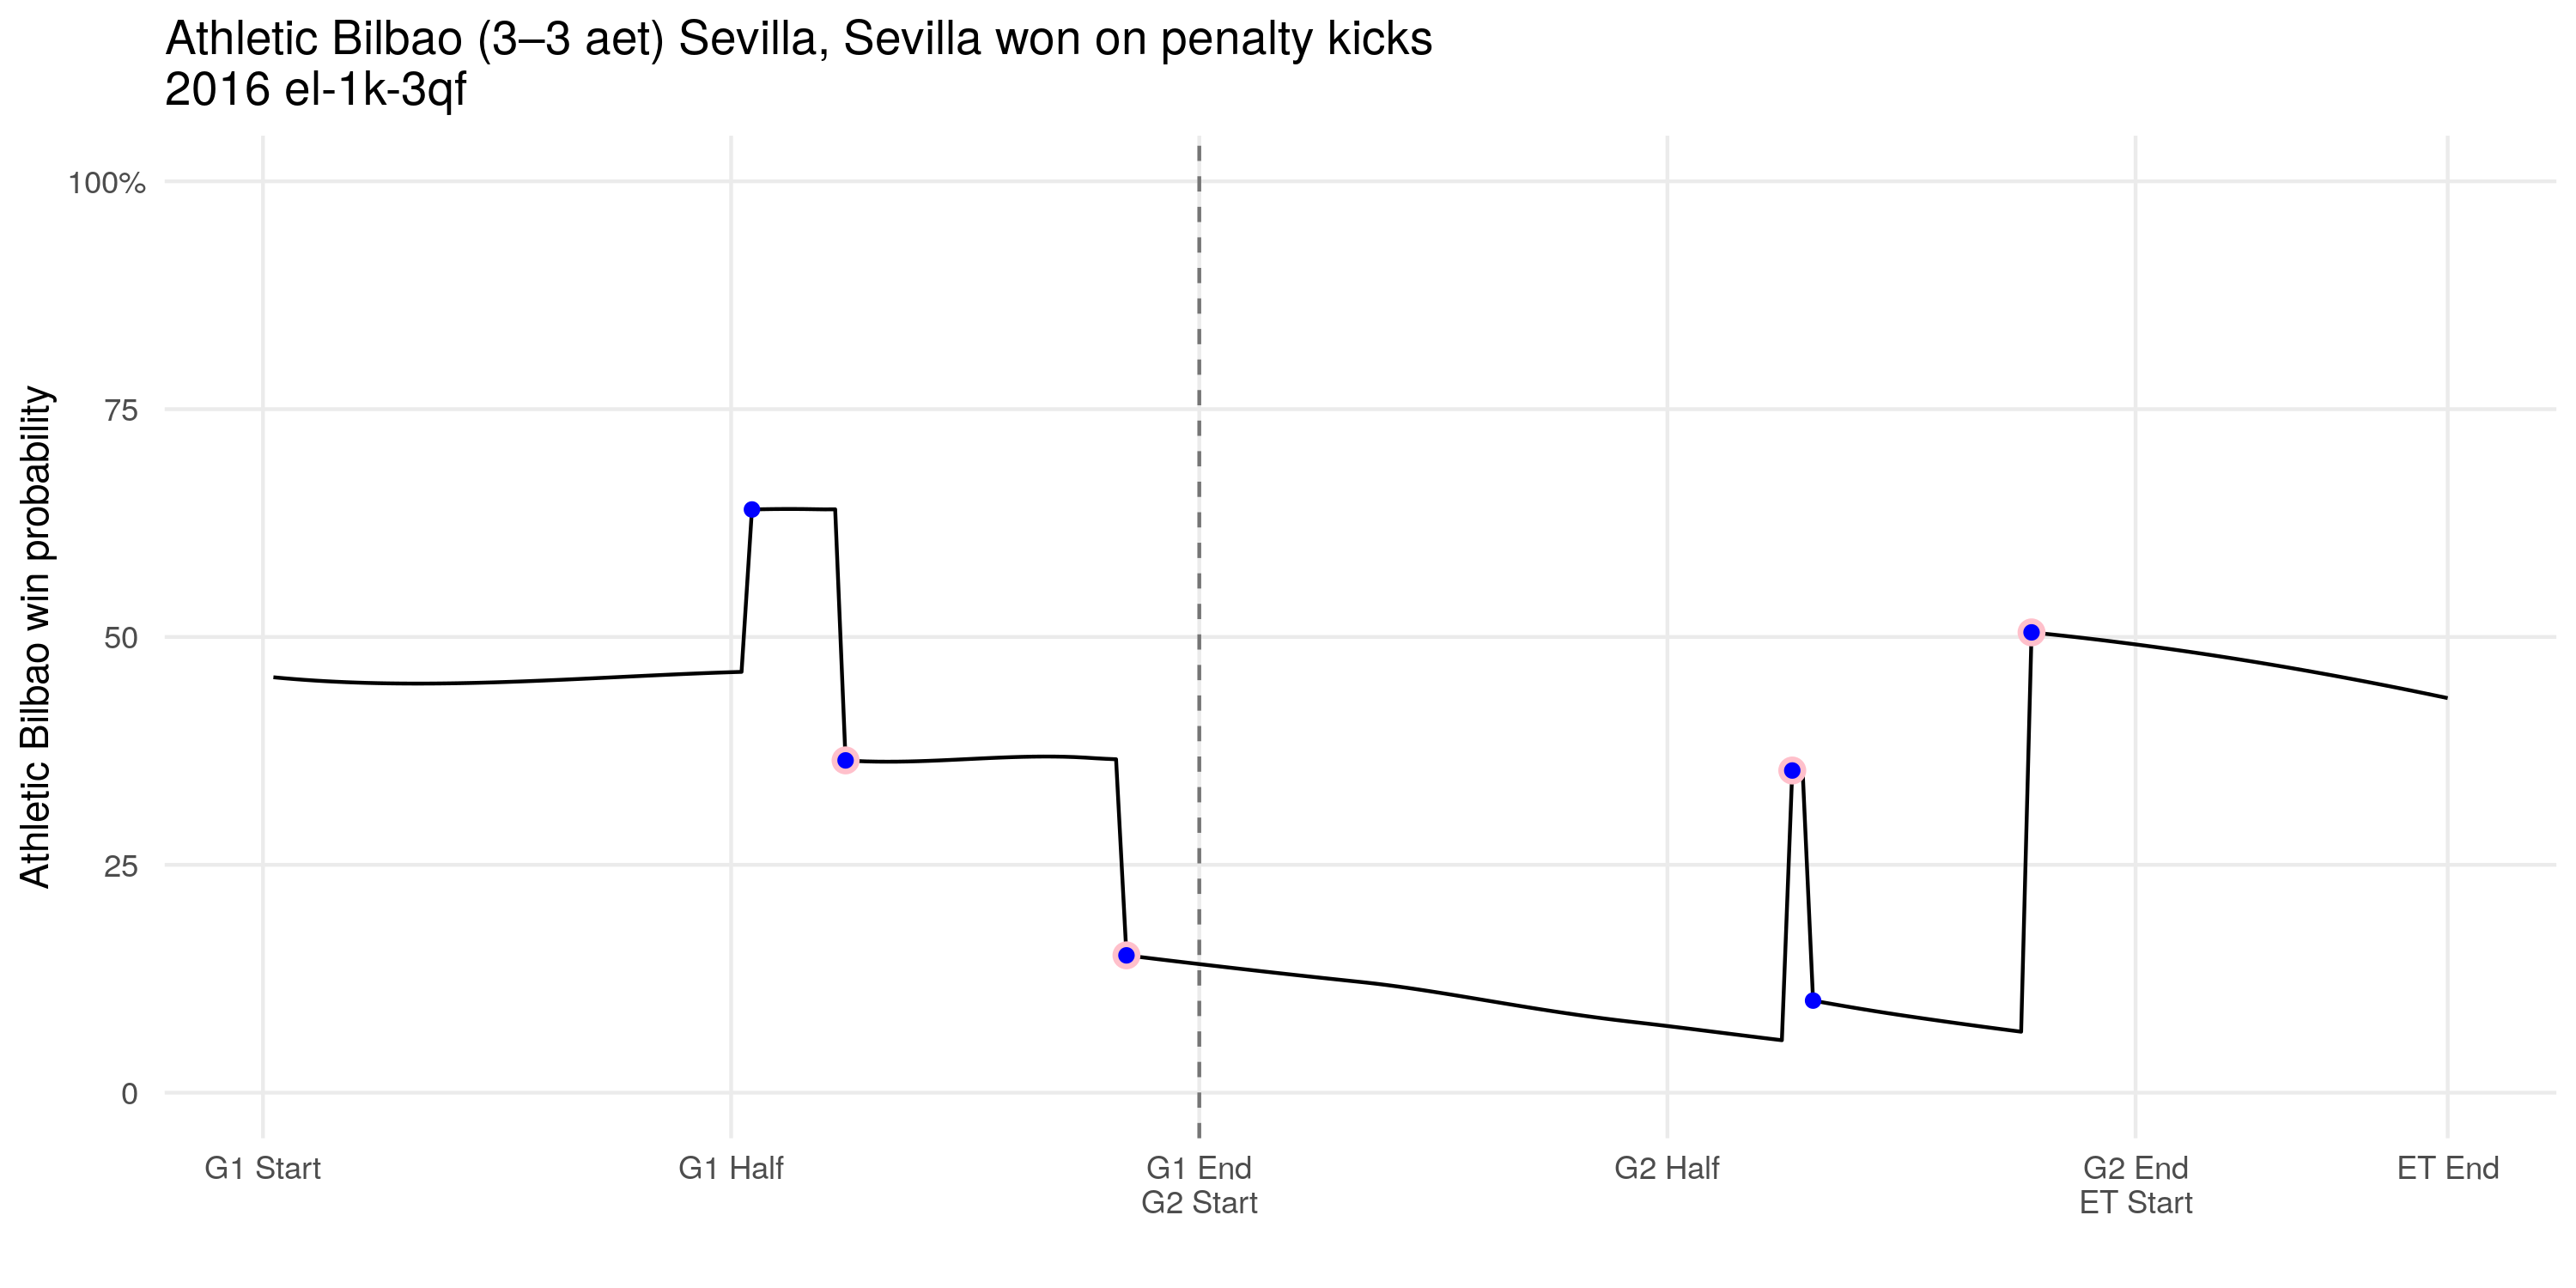 Athletic Bilbao (3–3 aet) Sevilla, Sevilla won on penalty kicks
2016 el-1k-3qf
Athletic Bilbao win probability
100%
75
50
25
0
G1 Start
G1 Half
G1 End
G2 Start
G2 Half
G2 End
ET Start
ET End